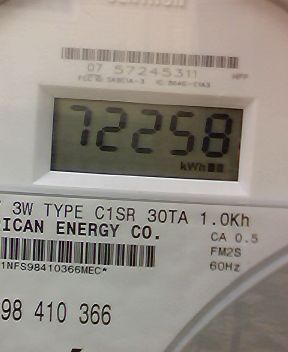 07 57245311
72258
kWh
3W TYPE C1SR 30TA 1.0Kh
RICAN ENERGY CO.
CA 0.5
FM2S
60Hz
1NFS98410366MEC*
98 410 366